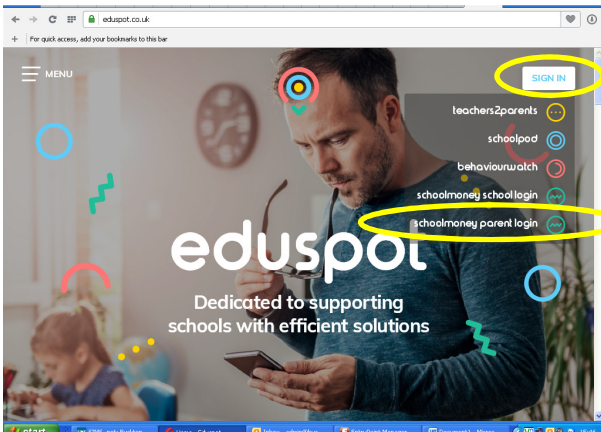 eduspot.co.uk
For quick access, add your bookmarks to this bar
MENU
SIGN IN
teachers2parents
schoolpod
behaviourwatch
schoolmoney school login
schoolmoney parent login
eduspot
Dedicated to supporting
schools with efficient solutions
start